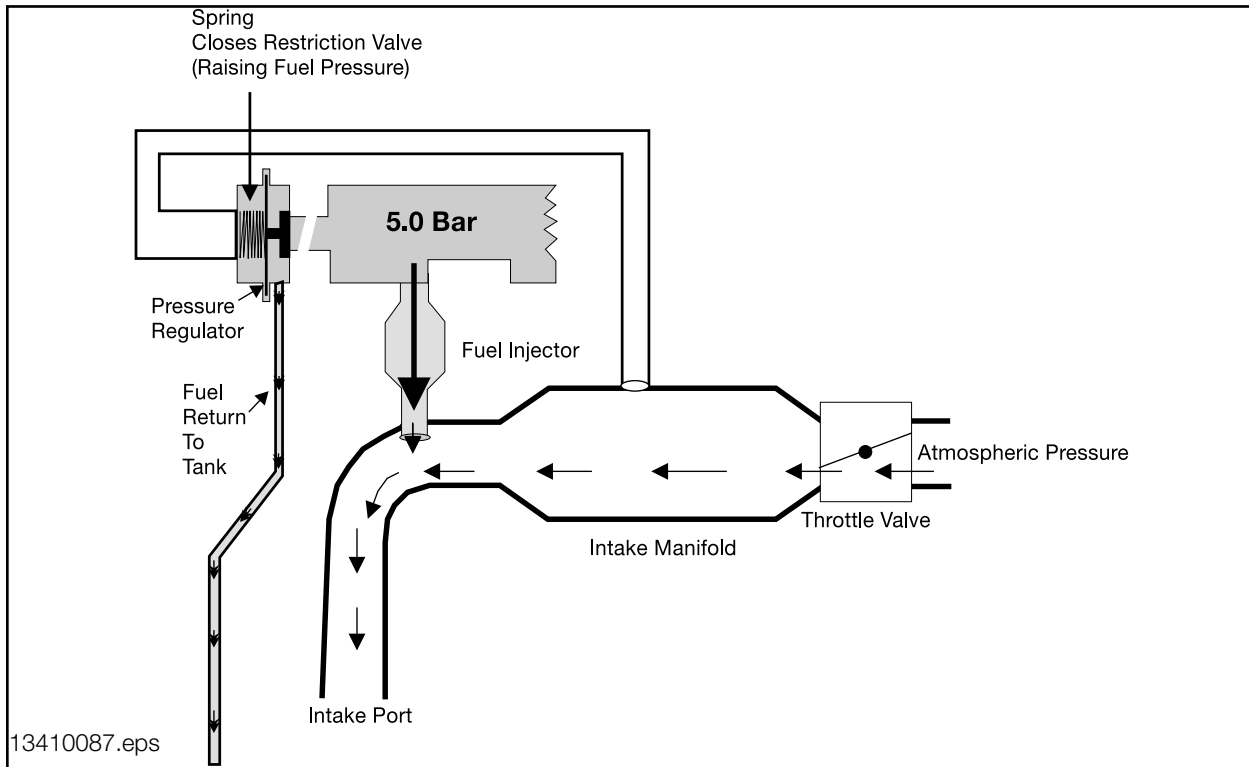 Spring
Closes Restriction Valve
(Raising Fuel Pressure)
5.0 Bar
Pressure
Regulator
Fuel Injector
Fuel
Return
To
Tank
Atmospheric Pressure
Throttle Valve
Intake Manifold
Intake Port
13410087.eps